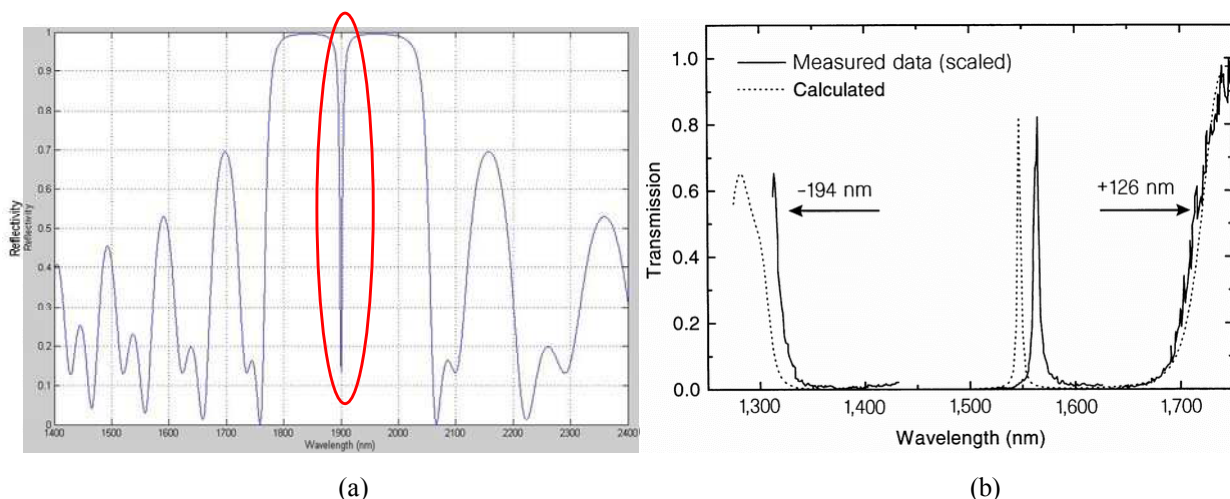 1
0.9
0.8
0.7
0.6
0.5
0.4
0.3
0.2
0.1
0
Reflectivity
Reflectivity
1400 1500 1600 1700 1800 1900 2000 2100 2200 2300 2400
Wavelength (nm)
Wavelength (nm)
(a)
1.0
0.8
0.6
0.4
0.2
0.0
Transmission
Measured data (scaled)
Calculated
−194 nm
+126 nm
1,300 1,400 1,500 1,600 1,700
Wavelength (nm)
(b)